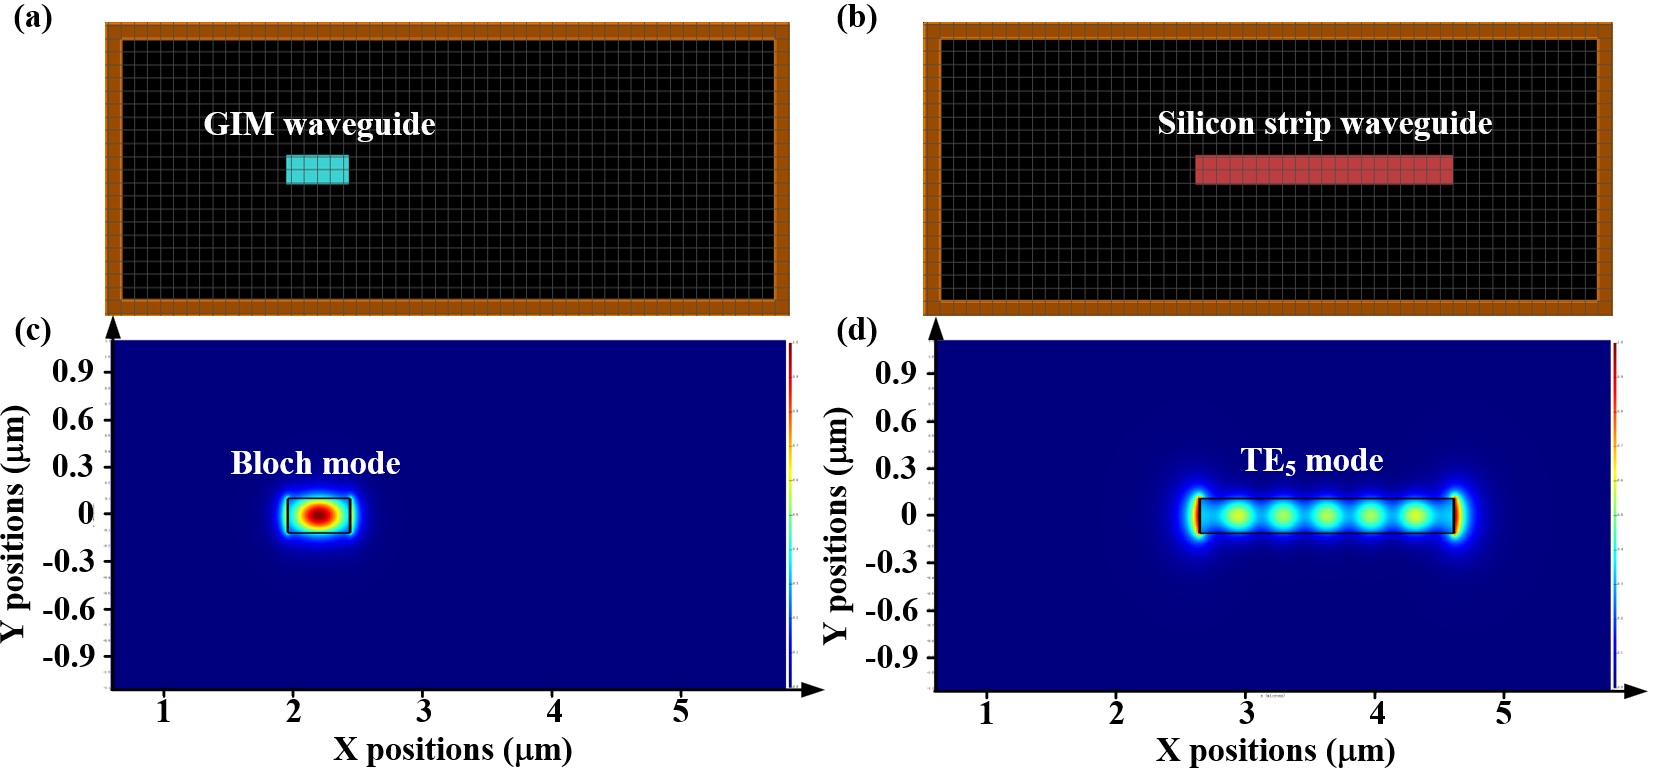 (a)
GIM waveguide
(b)
Silicon strip waveguide
(c)
Y positions (μm)
0.9
0.6
0.3
0
-0.3
-0.6
-0.9
Bloch mode
1 2 3 4 5
X positions (μm)
(d)
Y positions (μm)
0.9
0.6
0.3
0
-0.3
-0.6
-0.9
TE₅ mode
1 2 3 4 5
X positions (μm)